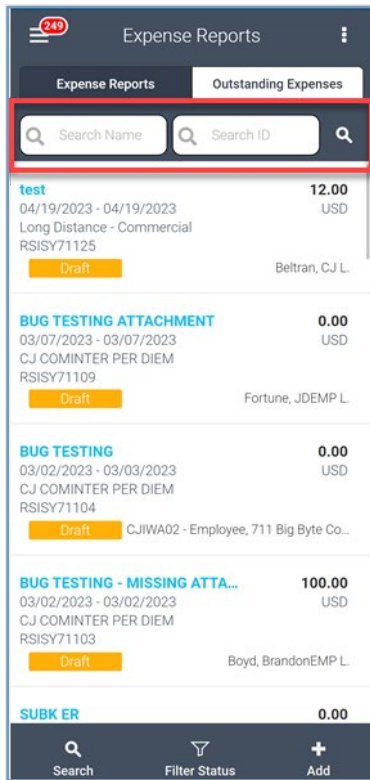 249
Expense Reports
Expense Reports Outstanding Expenses
Search Name Search ID
test 12.00
04/19/2023 - 04/19/2023 USD
Long Distance - Commercial
RSISY71125
Draft Beltran, CJ L.
BUG TESTING ATTACHMENT 0.00
03/07/2023 - 03/07/2023 USD
CJ COMINTER PER DIEM
RSISY71109
Draft Fortune, JDEMP L.
BUG TESTING 0.00
03/02/2023 - 03/03/2023 USD
CJ COMINTER PER DIEM
RSISY71104
Draft CJIWA02 - Employee, 711 Big Byte Co...
BUG TESTING - MISSING ATTA... 100.00
03/02/2023 - 03/02/2023 USD
CJ COMINTER PER DIEM
RSISY71103
Draft Boyd, BrandonEMP L.
SUBK ER 0.00
Search Filter Status Add